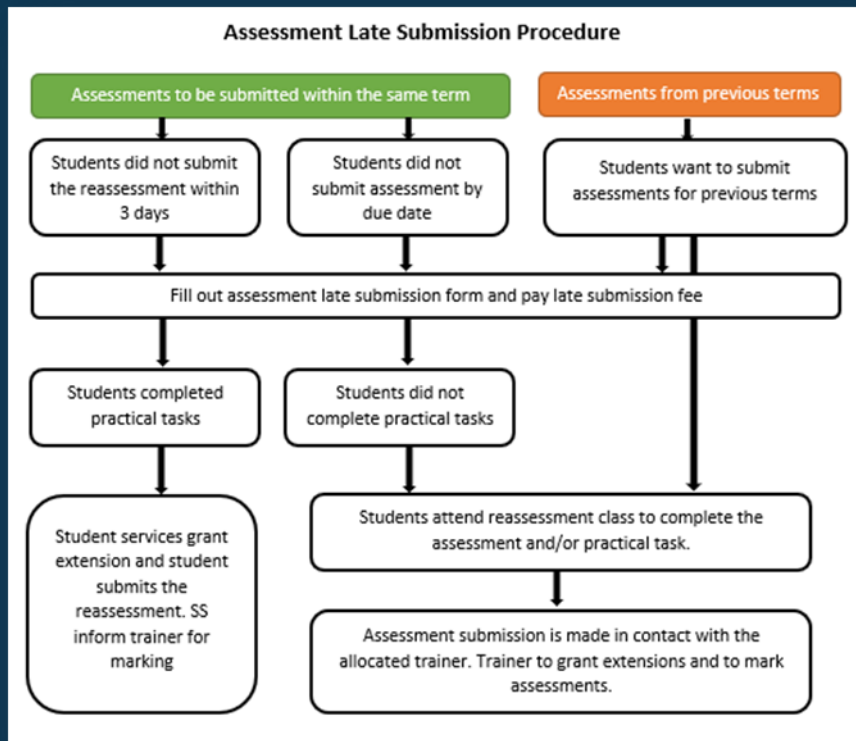 Assessment Late Submission Procedure
Assessments to be submitted within the same term
Assessments from previous terms
Students did not submit
the reassessment within
3 days
Students did not
submit assessment by
due date
Students want to submit
assessments for previous terms
Fill out assessment late submission form and pay late submission fee
Students completed
practical tasks
Students did not
complete practical tasks
Student services grant
extension and student
submits the
reassessment. SS
inform trainer for
marking
Students attend reassessment class to complete the
assessment and/or practical task.
Assessment submission is made in contact with the
allocated trainer. Trainer to grant extensions and to mark
assessments.